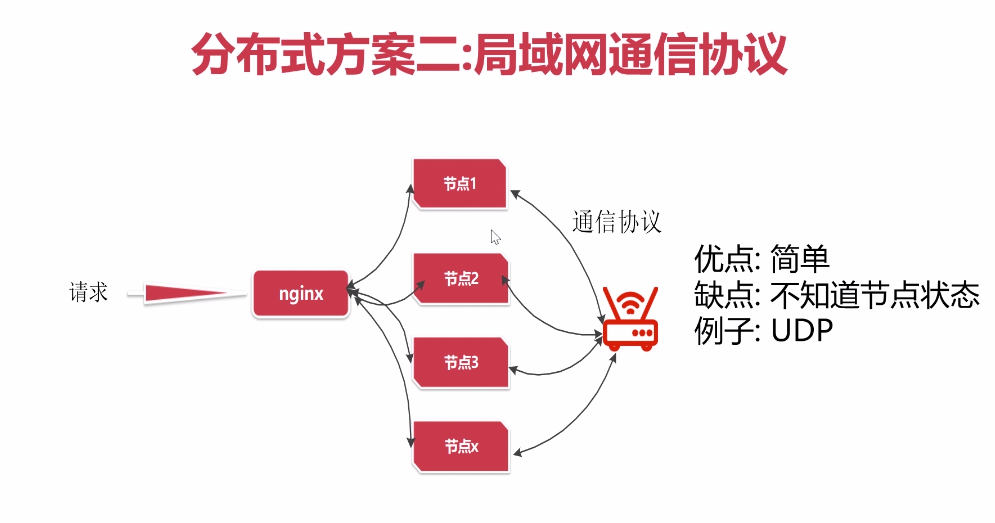 分布式方案二:局域网通信协议
节点1
通信协议
优点: 简单
节点2
请求
nginx
缺点: 不知道节点状态
例子: UDP
节点3
节点x